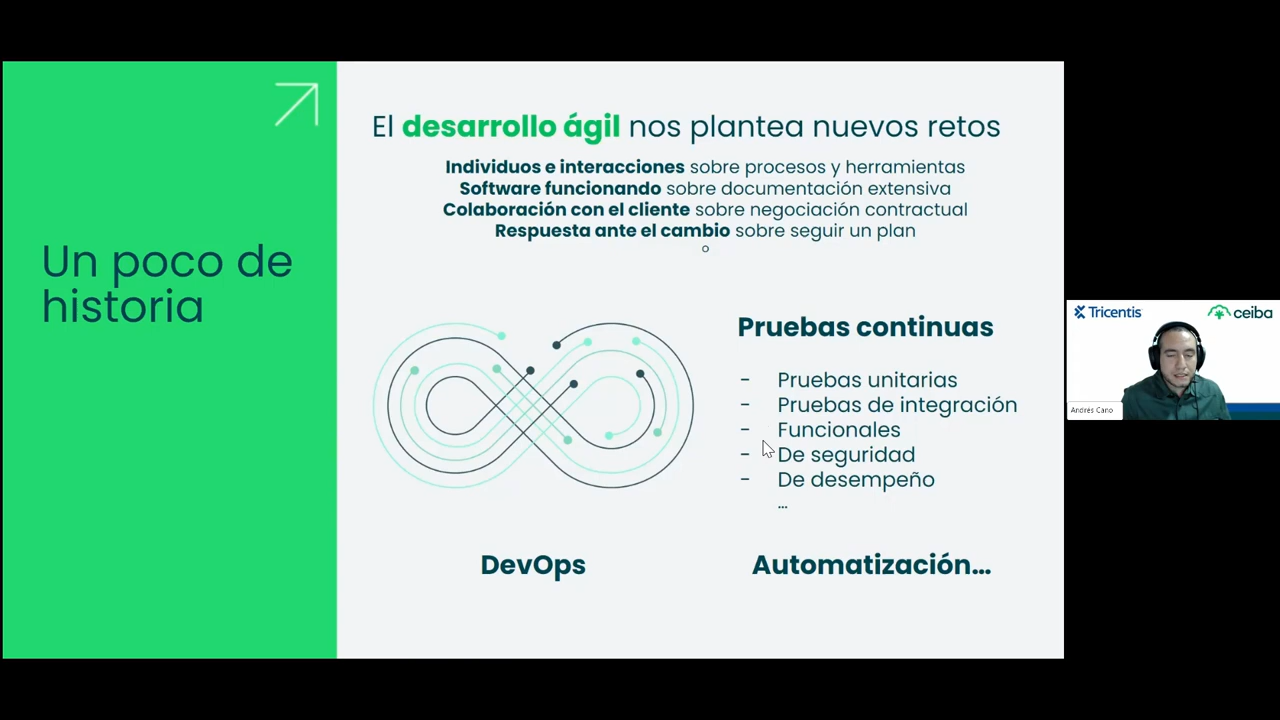 Un poco de
historia
El desarrollo ágil nos plantea nuevos retos
Individuos e interacciones sobre procesos y herramientas
Software funcionando sobre documentación extensiva
Colaboración con el cliente sobre negociación contractual
Respuesta ante el cambio sobre seguir un plan
Pruebas continuas
- Pruebas unitarias
- Pruebas de integración
- Funcionales
- De seguridad
- De desempeño
...
DevOps
Automatización...
Tricentis
ceiba
Andrés Cano